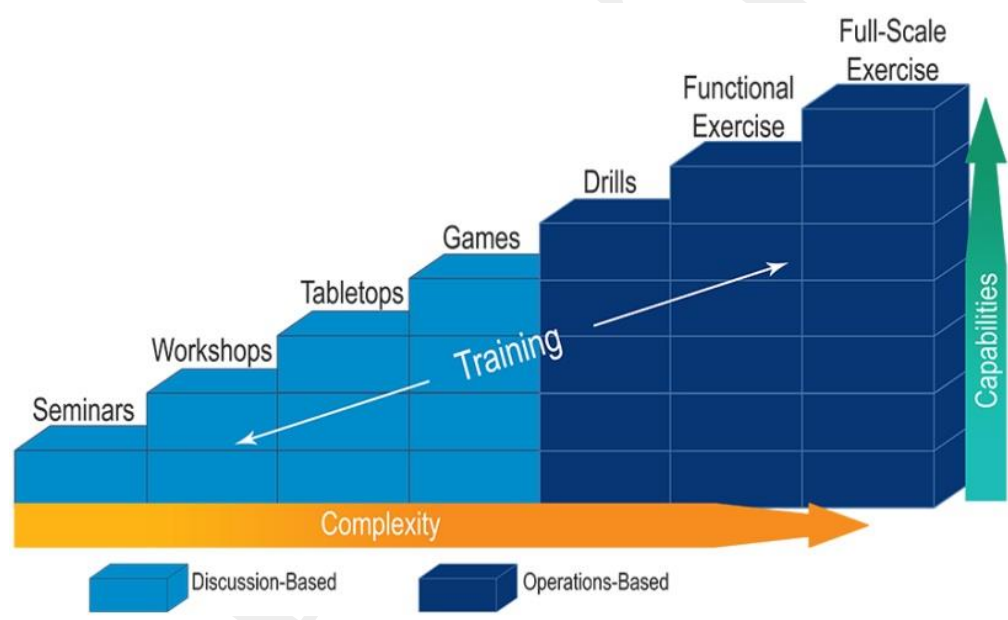 Full-Scale
Exercise
Functional
Exercise
Drills
Games
Tabletops
Workshops
Seminars
Training
Capabilities
Complexity
Discussion-Based
Operations-Based